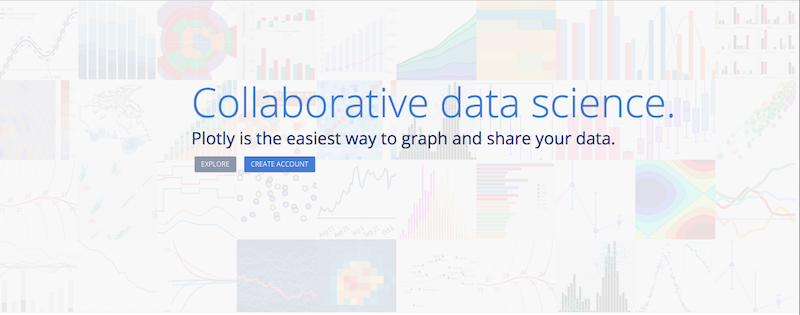 Collaborative data science.
Plotly is the easiest way to graph and share your data.
EXPLORE
CREATE ACCOUNT